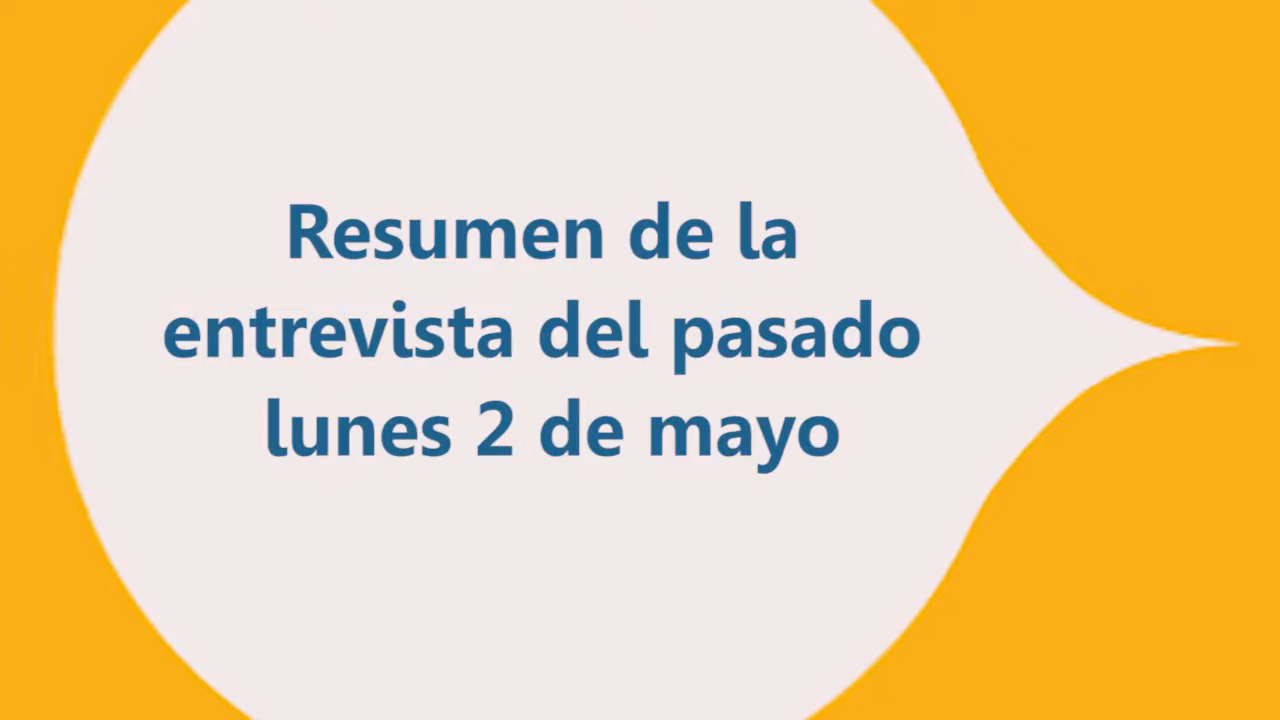 Resumen de la
entrevista del pasado
lunes 2 de mayo